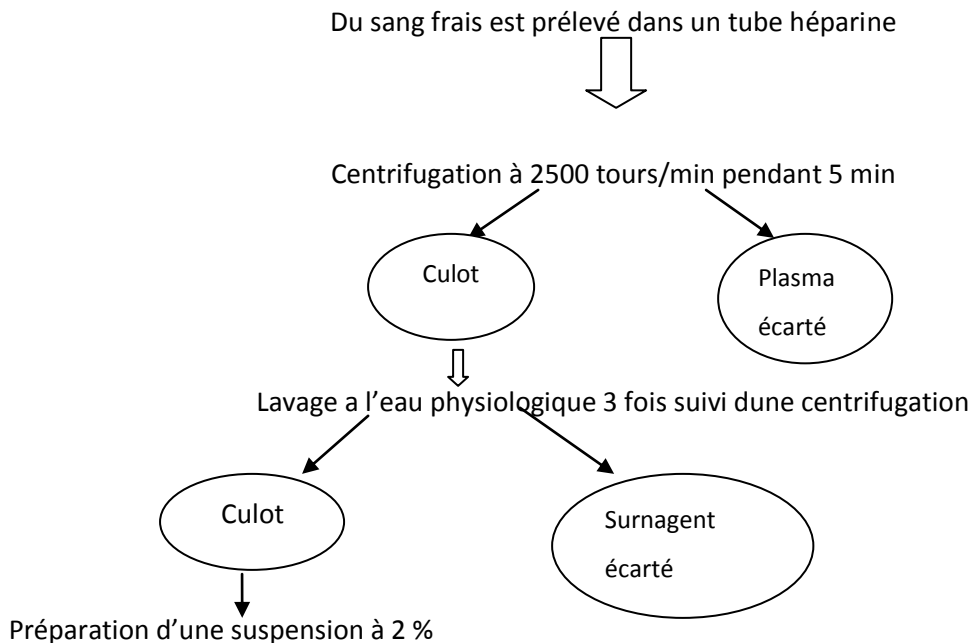 Du sang frais est prélevé dans un tube héparine
Centrifugation à 2500 tours/min pendant 5 min
Culot
Plasma
écarté
Lavage a l’eau physiologique 3 fois suivi dune centrifugation
Culot
Surnagent
écarté
Préparation d’une suspension à 2 %